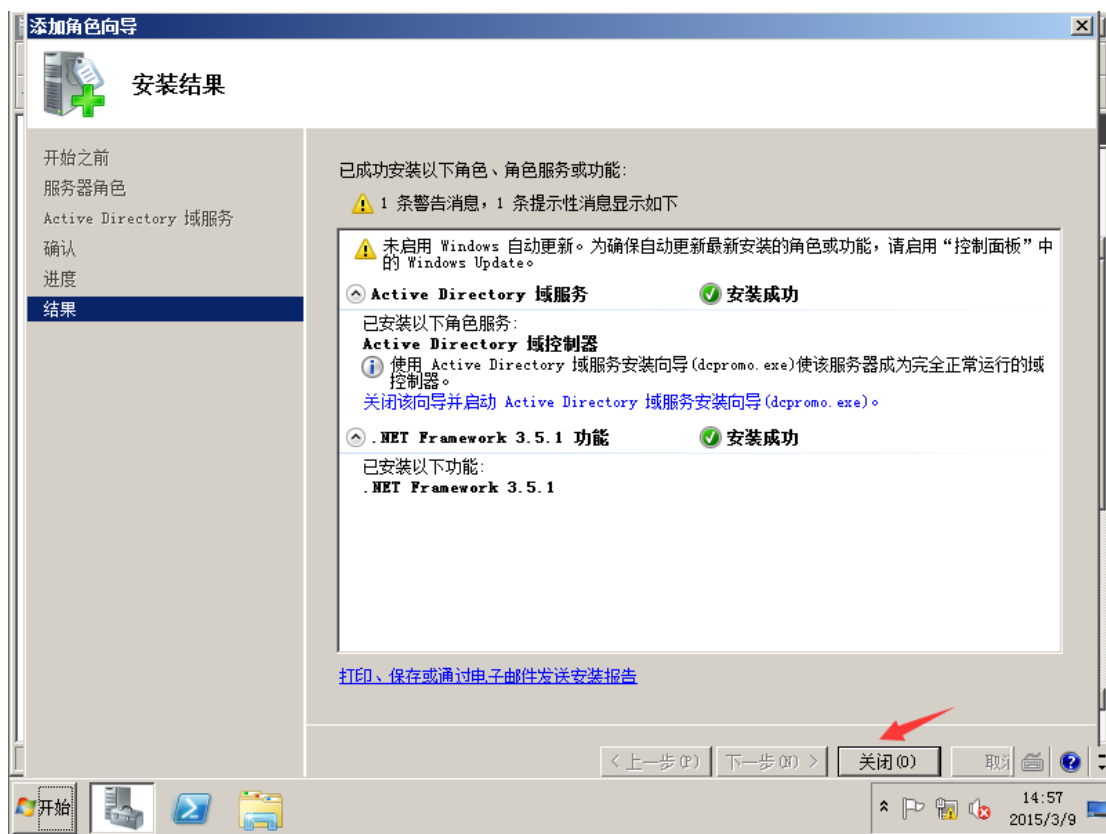 添加角色向导
安装结果
开始之前
服务器角色
Active Directory 域服务
确认
进度
结果
已成功安装以下角色、角色服务或功能:
1 条警告消息，1 条提示性消息显示如下
未启用 Windows 自动更新。为确保自动更新最新安装的角色或功能，请启用“控制面板”中
的 Windows Update。
Active Directory 域服务 安装成功
已安装以下角色服务:
Active Directory 域控制器
使用 Active Directory 域服务安装向导(dcpromo.exe)使该服务器成为完全正常运行的域
控制器。
关闭该向导并启动 Active Directory 域服务安装向导(dcpromo.exe)。
.NET Framework 3.5.1 功能 安装成功
已安装以下功能:
.NET Framework 3.5.1
打印、保存或通过电子邮件发送安装报告
< 上一步(P) 下一步(N) > 关闭(O) 取
开始
14:57
2015/3/9